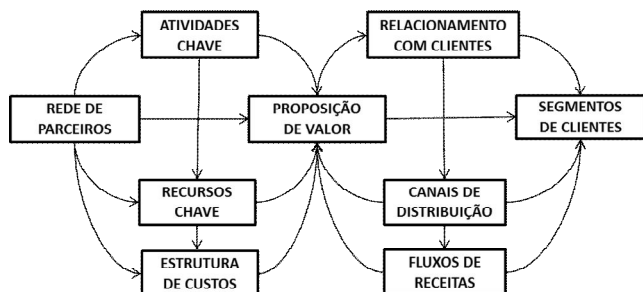 ATIVIDADES
CHAVE
RELACIONAMENTO
COM CLIENTES
REDE DE
PARCEIROS
PROPOSIÇÃO
DE VALOR
SEGMENTOS
DE CLIENTES
RECURSOS
CHAVE
CANAIS DE
DISTRIBUIÇÃO
ESTRUTURA
DE CUSTOS
FLUXOS DE
RECEITAS